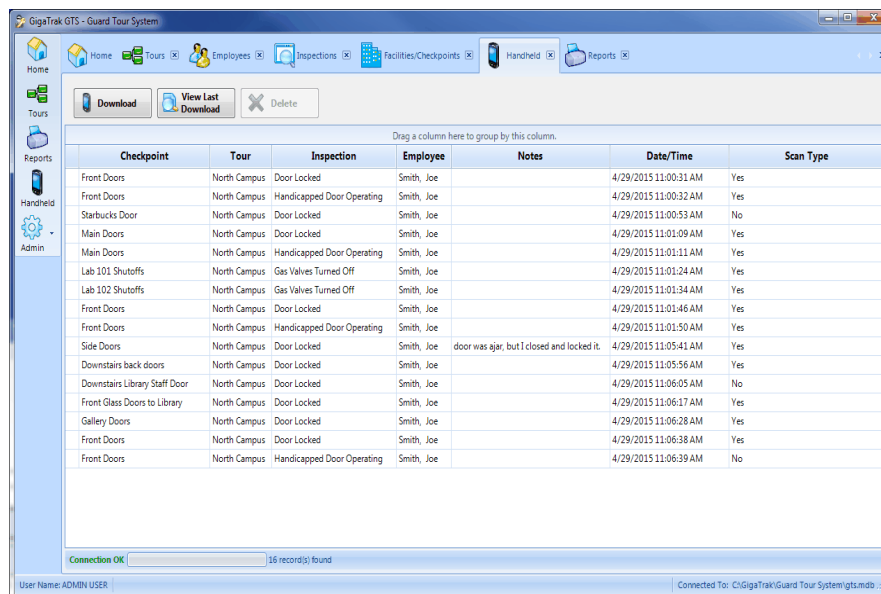 GigaTrak GTS - Guard Tour System
Home
Tours
Reports
Handheld
Admin
Home Tours Employees Inspections Facilities/Checkpoints Handheld Reports
Download View Last Download Delete
Drag a column here to group by this column.
Checkpoint Tour Inspection Employee Notes Date/Time Scan Type
Front Doors North Campus Door Locked Smith, Joe 4/29/2015 11:00:31 AM Yes
Front Doors North Campus Handicapped Door Operating Smith, Joe 4/29/2015 11:00:32 AM Yes
Starbucks Door North Campus Door Locked Smith, Joe 4/29/2015 11:00:53 AM No
Main Doors North Campus Door Locked Smith, Joe 4/29/2015 11:01:09 AM Yes
Main Doors North Campus Handicapped Door Operating Smith, Joe 4/29/2015 11:01:11 AM Yes
Lab 101 Shutoffs North Campus Gas Valves Turned Off Smith, Joe 4/29/2015 11:01:24 AM Yes
Lab 102 Shutoffs North Campus Gas Valves Turned Off Smith, Joe 4/29/2015 11:01:34 AM Yes
Front Doors North Campus Door Locked Smith, Joe 4/29/2015 11:01:46 AM Yes
Front Doors North Campus Handicapped Door Operating Smith, Joe 4/29/2015 11:01:50 AM Yes
Side Doors North Campus Door Locked Smith, Joe door was ajar, but I closed and locked it. 4/29/2015 11:05:41 AM Yes
Downstairs back doors North Campus Door Locked Smith, Joe 4/29/2015 11:05:56 AM Yes
Downstairs Library Staff Door North Campus Door Locked Smith, Joe 4/29/2015 11:06:05 AM No
Front Glass Doors to Library North Campus Door Locked Smith, Joe 4/29/2015 11:06:17 AM Yes
Gallery Doors North Campus Door Locked Smith, Joe 4/29/2015 11:06:28 AM Yes
Front Doors North Campus Door Locked Smith, Joe 4/29/2015 11:06:38 AM Yes
Front Doors North Campus Handicapped Door Operating Smith, Joe 4/29/2015 11:06:39 AM No
Connection OK 16 record(s) found
User Name: ADMIN USER Connected To: C:\GigaTrak\Guard Tour System\gts.mdb